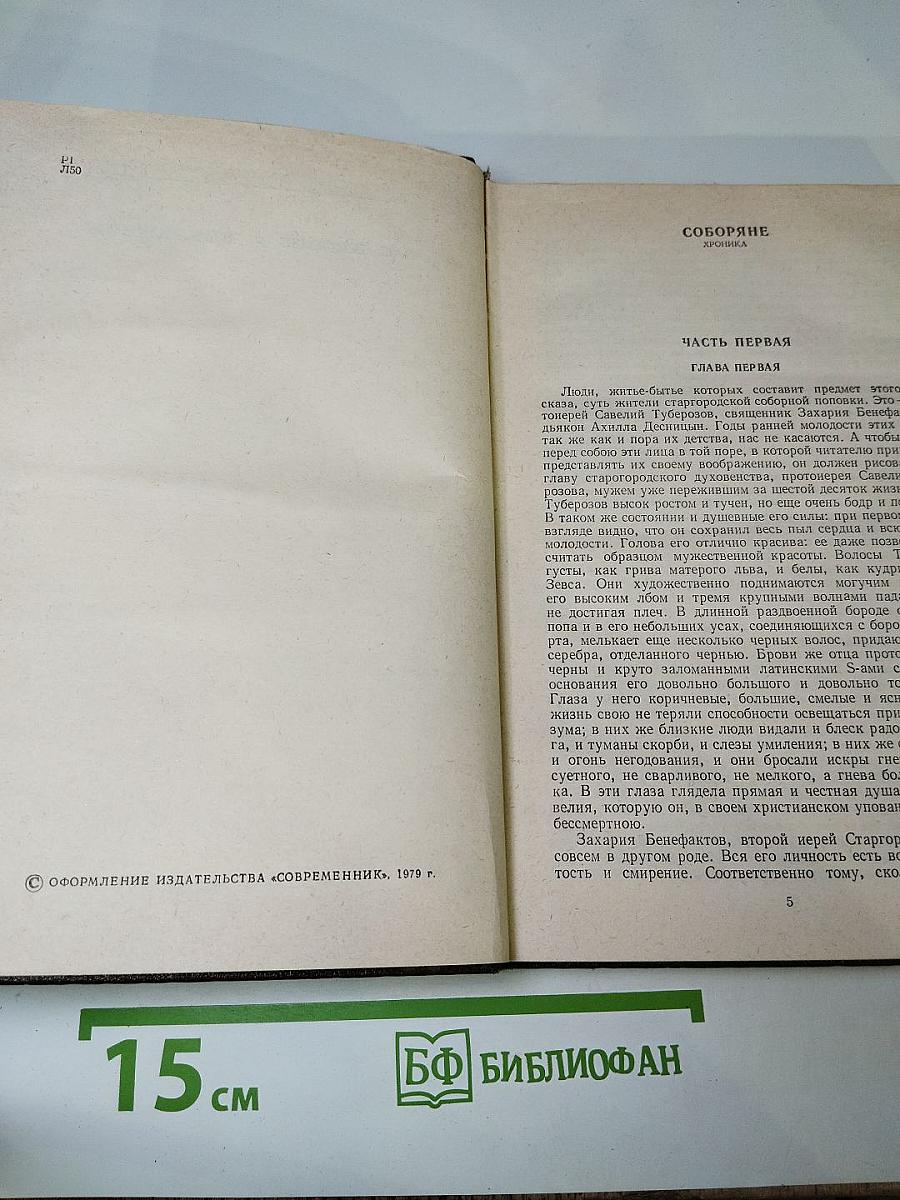 Р1
Л50
© ОФОРМЛЕНИЕ ИЗДАТЕЛЬСТВА «СОВРЕМЕННИК», 1979 г.
СОБОРЯНЕ
ХРОНИКА
ЧАСТЬ ПЕРВАЯ
ГЛАВА ПЕРВАЯ
Люди, житье-бытье которых составит предмет этого
сказа, суть жители старгородской соборной поповки. Это —
тоиерей Савелий Туберозов, священник Захария Бенефа
дьякон Ахилла Десницын. Годы ранней молодости этих
так же как и пора их детства, нас не касаются. А чтобы
перед собою эти лица в той поре, в которой читателю при
представлять их своему воображению, он должен рисова
главу старогородского духовенства, протоиерея Савели
розова, мужем уже пережившим за шестой десяток жизн
Туберозов высок ростом и тучен, но еще очень бодр и по
В таком же состоянии и душевные его силы: при первом
взгляде видно, что он сохранил весь пыл сердца и всю
молодости. Голова его отлично красива: ее даже позво
считать образцом мужественной красоты. Волосы Т
густы, как грива матерого льва, и белы, как кудри
Зевса. Они художественно поднимаются могучим
его высоким лбом и тремя крупными волнами пада
не достигая плеч. В длинной раздвоенной бороде о
попа и в его небольших усах, соединяющихся с боро
рта, мелькает еще несколько черных волос, придаю
серебра, отделанного чернью. Брови же отца прото
черны и круто заломанными латинскими S-ами с
основания его довольно большого и довольно то
Глаза у него коричневые, большие, смелые и ясн
жизнь свою не теряли способности освещаться при
зума; в них же близкие люди видали и блеск радо
га, и туманы скорби, и слезы умиления; в них же с
и огонь негодования, и они бросали искры гне
суетного, не сварливого, не мелкого, а гнева бол
ка. В эти глаза глядела прямая и честная душа
велия, которую он, в своем христианском упован
бессмертною.
Захария Бенефактов, второй иерей Старгор
совсем в другом роде. Вся его личность есть во
тость и смирение. Соответственно тому, ско
5
15 см
БФ БИБЛИОФАН